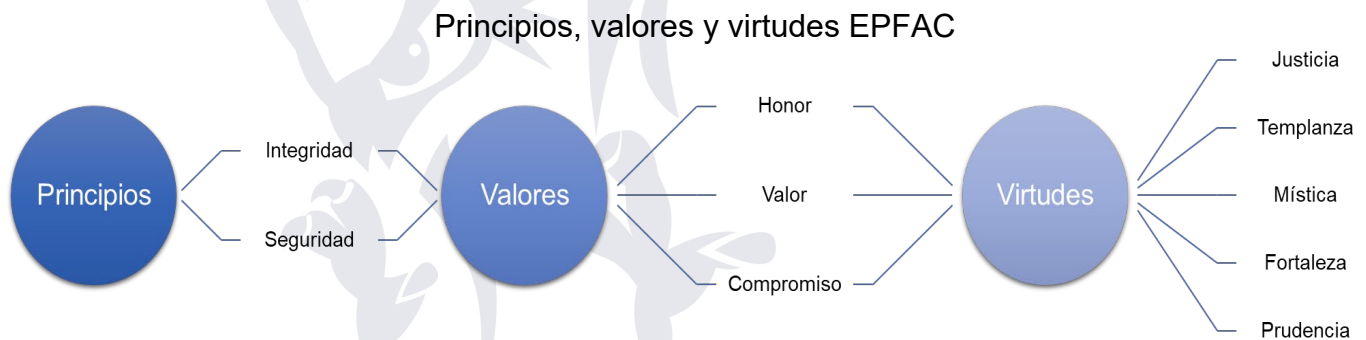 Principios, valores y virtudes EPFAC
Principios
Integridad
Seguridad
Valores
Honor
Valor
Compromiso
Virtudes
Justicia
Templanza
Mística
Fortaleza
Prudencia